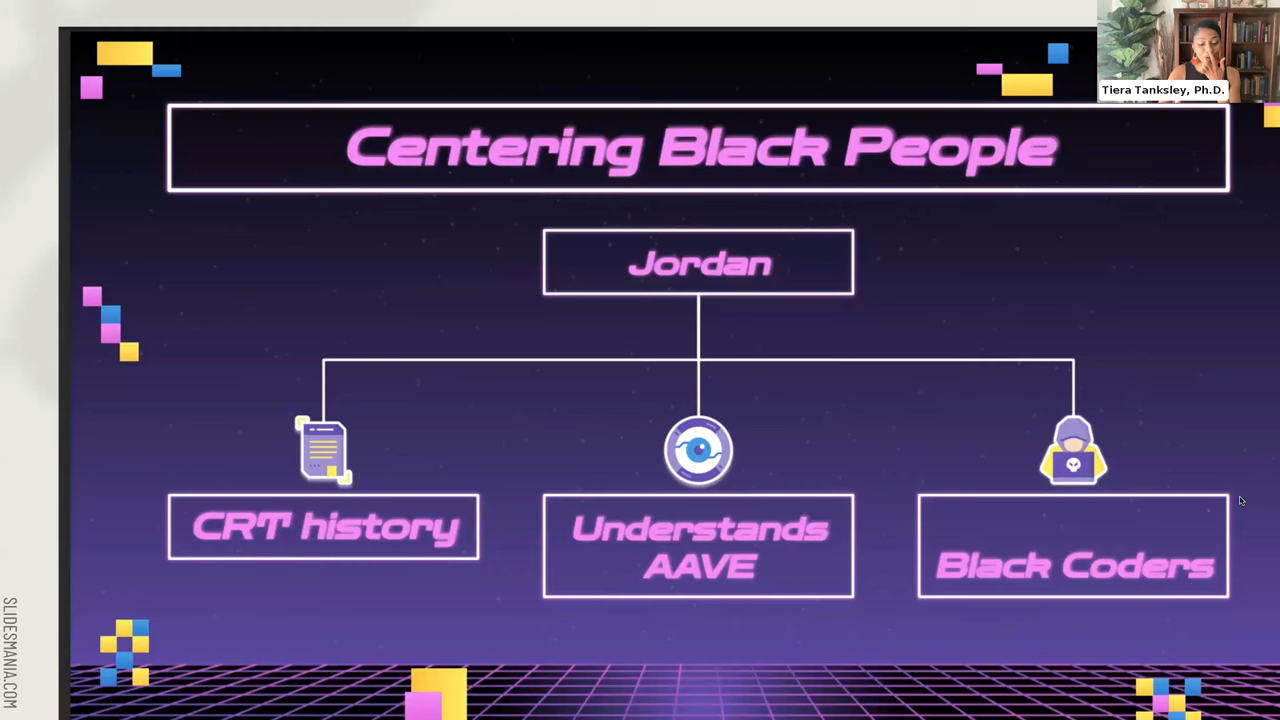 Tiera Tanksley, Ph.D.
Centering Black People
Jordan
CRT history
Understands
AAVE
Black Coders
SLIDESMANIA.COM